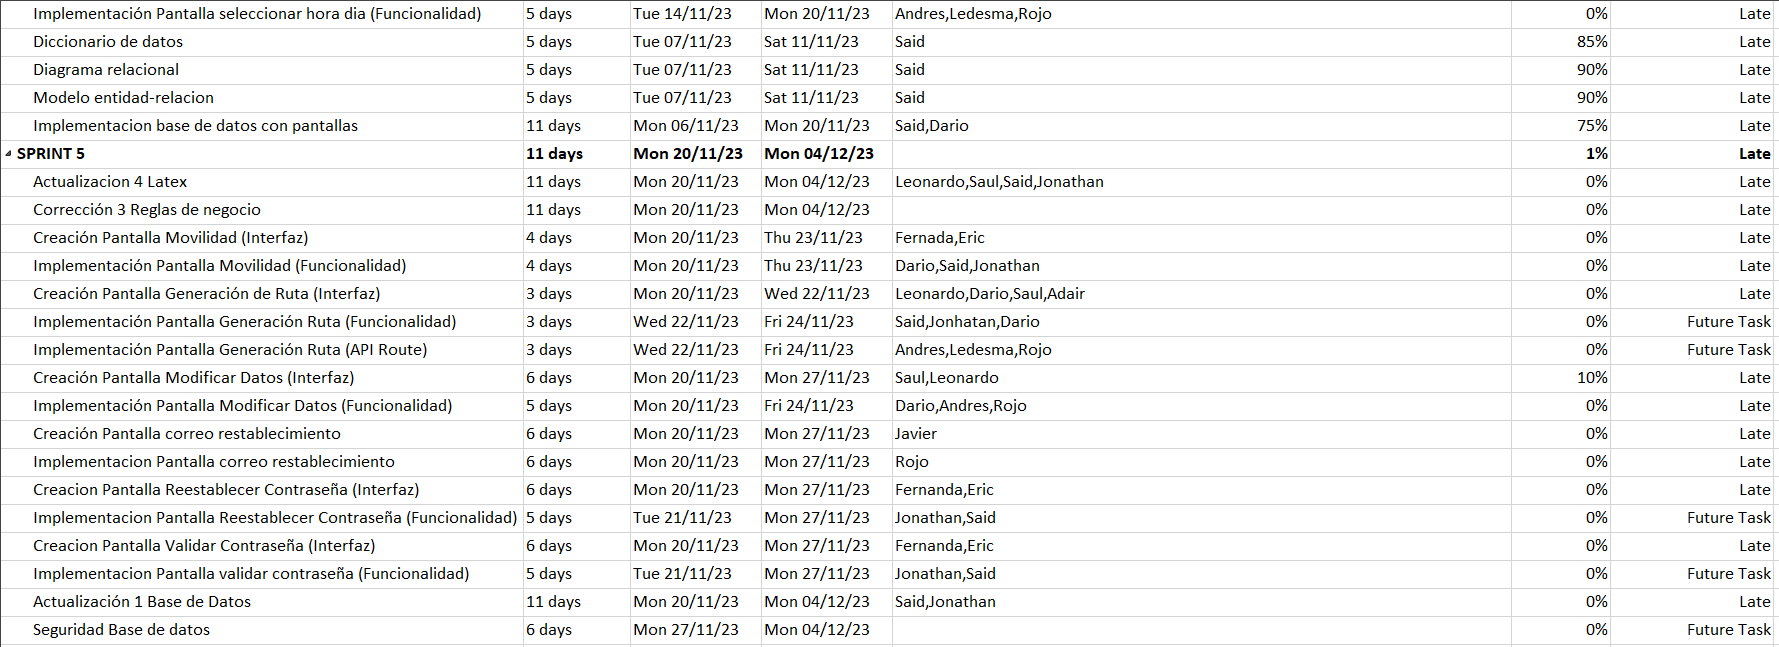 Implementación Pantalla seleccionar hora dia (Funcionalidad) 5 days Tue 14/11/23 Mon 20/11/23 Andres,Ledesma,Rojo 0% Late
Diccionario de datos 5 days Tue 07/11/23 Sat 11/11/23 Said 85% Late
Diagrama relacional 5 days Tue 07/11/23 Sat 11/11/23 Said 90% Late
Modelo entidad-relacion 5 days Tue 07/11/23 Sat 11/11/23 Said 90% Late
Implementacion base de datos con pantallas 11 days Mon 06/11/23 Mon 20/11/23 Said,Dario 75% Late
SPRINT 5 11 days Mon 20/11/23 Mon 04/12/23 1% Late
Actualizacion 4 Latex 11 days Mon 20/11/23 Mon 04/12/23 Leonardo,Saul,Said,Jonathan 0% Late
Corrección 3 Reglas de negocio 11 days Mon 20/11/23 Mon 04/12/23 0% Late
Creación Pantalla Movilidad (Interfaz) 4 days Mon 20/11/23 Thu 23/11/23 Fernada,Eric 0% Late
Implementación Pantalla Movilidad (Funcionalidad) 4 days Mon 20/11/23 Thu 23/11/23 Dario,Said,Jonathan 0% Late
Creación Pantalla Generación de Ruta (Interfaz) 3 days Mon 20/11/23 Wed 22/11/23 Leonardo,Dario,Saul,Adair 0% Late
Implementación Pantalla Generación Ruta (Funcionalidad) 3 days Wed 22/11/23 Fri 24/11/23 Said,Jonhatan,Dario 0% Future Task
Implementación Pantalla Generación Ruta (API Route) 3 days Wed 22/11/23 Fri 24/11/23 Andres,Ledesma,Rojo 0% Future Task
Creación Pantalla Modificar Datos (Interfaz) 6 days Mon 20/11/23 Mon 27/11/23 Saul,Leonardo 10% Late
Implementación Pantalla Modificar Datos (Funcionalidad) 5 days Mon 20/11/23 Fri 24/11/23 Dario,Andres,Rojo 0% Late
Creación Pantalla correo restablecimiento 6 days Mon 20/11/23 Mon 27/11/23 Javier 0% Late
Implementacion Pantalla correo restablecimiento 6 days Mon 20/11/23 Mon 27/11/23 Rojo 0% Late
Creacion Pantalla Reestablecer Contraseña (Interfaz) 6 days Mon 20/11/23 Mon 27/11/23 Fernanda,Eric 0% Late
Implementacion Pantalla Reestablecer Contraseña (Funcionalidad) 5 days Tue 21/11/23 Mon 27/11/23 Jonathan,Said 0% Future Task
Creacion Pantalla Validar Contraseña (Interfaz) 6 days Mon 20/11/23 Mon 27/11/23 Fernanda,Eric 0% Late
Implementacion Pantalla validar contraseña (Funcionalidad) 5 days Tue 21/11/23 Mon 27/11/23 Jonathan,Said 0% Future Task
Actualización 1 Base de Datos 11 days Mon 20/11/23 Mon 04/12/23 Said,Jonathan 0% Late
Seguridad Base de datos 6 days Mon 27/11/23 Mon 04/12/23 0% Future Task